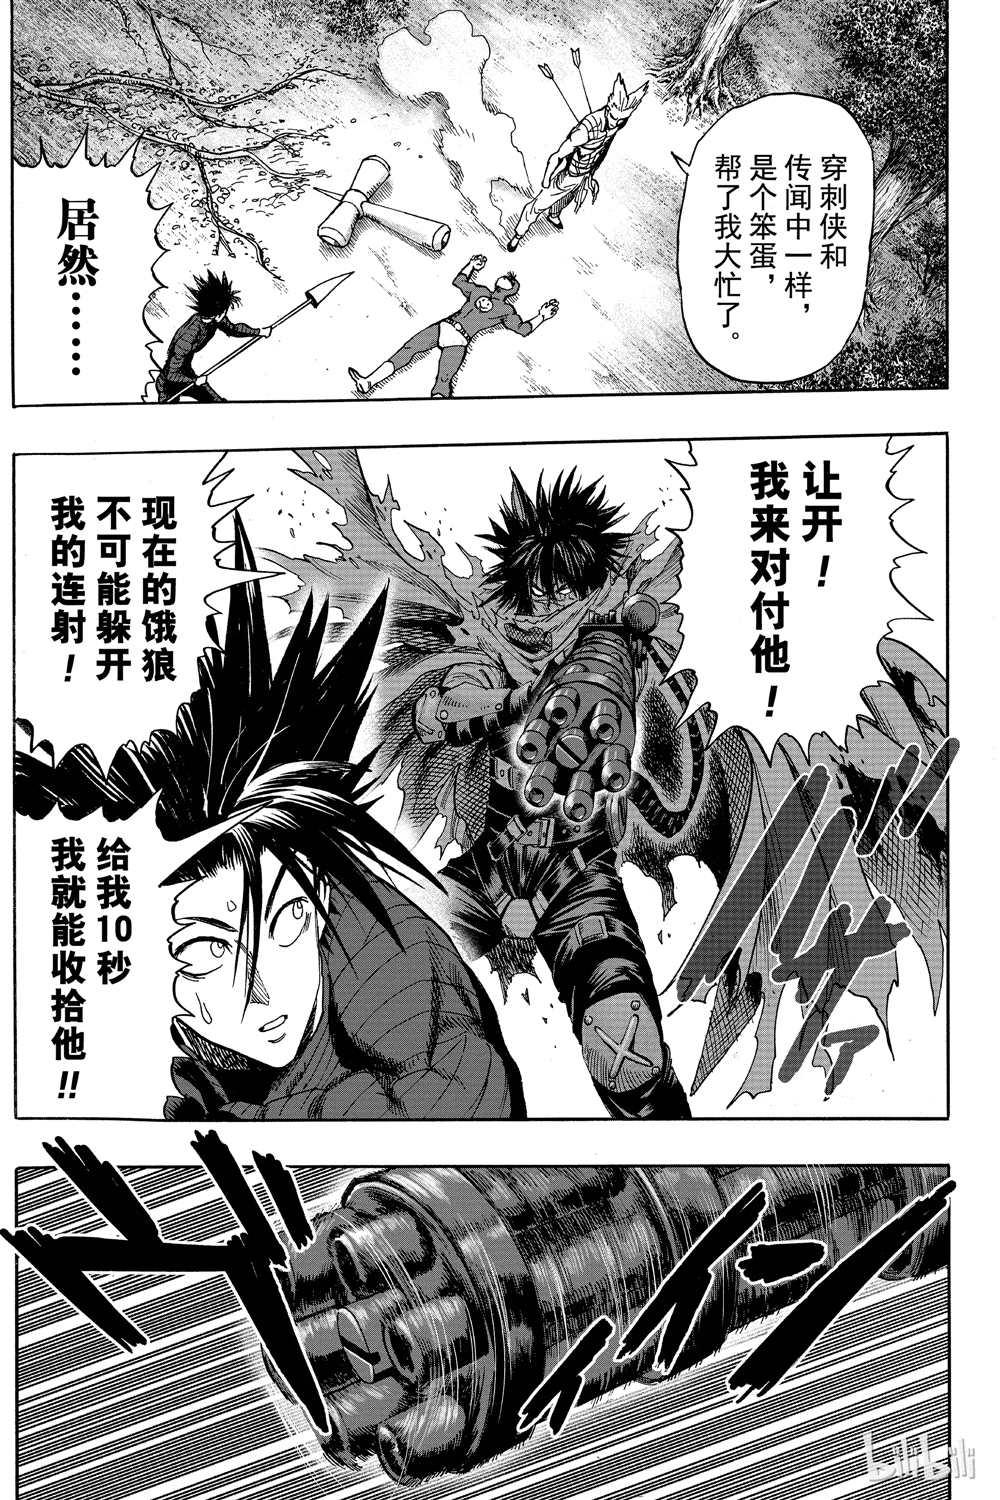 穿刺侠和
传闻中一样，
是个笨蛋，
帮了我大忙了。
居然……
让开！
我来对付他！
现在的饿狼
不可能躲开
我的连射！
给我10秒
我就能收拾他!!
bilibili